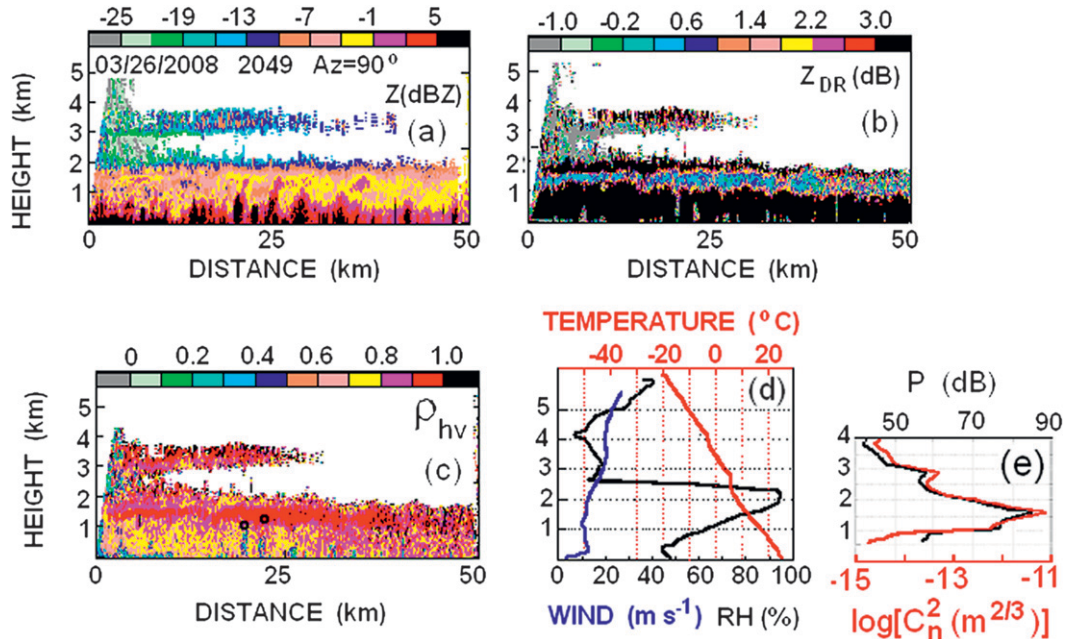 -25 -19 -13 -7 -1 5
03/26/2008 2049 Az=90º
Z(dBZ)
(a)
HEIGHT (km)
5
4
3
2
1
0 25 50
DISTANCE (km)
-1.0 -0.2 0.6 1.4 2.2 3.0
Z_DR (dB)
(b)
5
4
3
2
1
0 25 50
DISTANCE (km)
0 0.2 0.4 0.6 0.8 1.0
ρ_hv
(c)
HEIGHT (km)
5
4
3
2
1
0
0 25 50
DISTANCE (km)
TEMPERATURE (ºC)
-40 -20 0 20
(d)
5
4
3
2
1
0 20 40 60 80 100
WIND (m s⁻¹) RH (%)
P (dB)
50 70 90
(e)
4
3
2
1
-15 -13 -11
log[C_n² (m^2/3)]